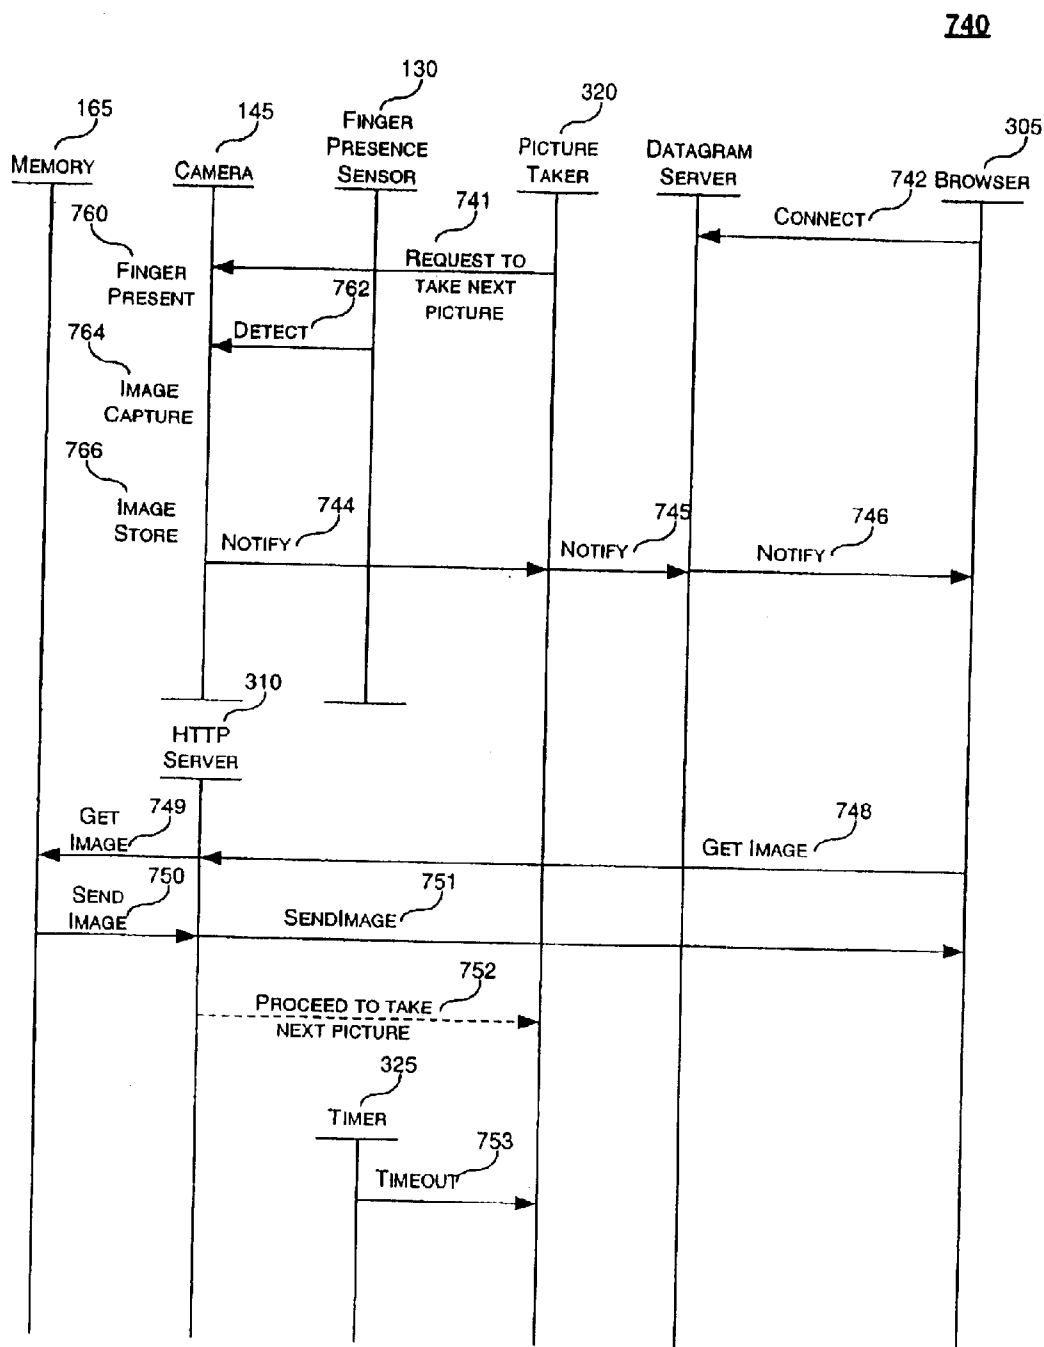 740
130
320
165
145
305
FINGER
PRESENCE
SENSOR
PICTURE
TAKER
DATAGRAM
SERVER
MEMORY
CAMERA
742
BROWSER
760
741
CONNECT
FINGER
PRESENT
REQUEST TO
TAKE NEXT
PICTURE
762
DETECT
764
IMAGE
CAPTURE
766
IMAGE
STORE
744
745
746
NOTIFY
NOTIFY
NOTIFY
310
HTTP
SERVER
749
748
GET
IMAGE
GET IMAGE
750
751
SEND
IMAGE
SENDIMAGE
752
PROCEED TO TAKE
NEXT PICTURE
325
TIMER
753
TIMEOUT